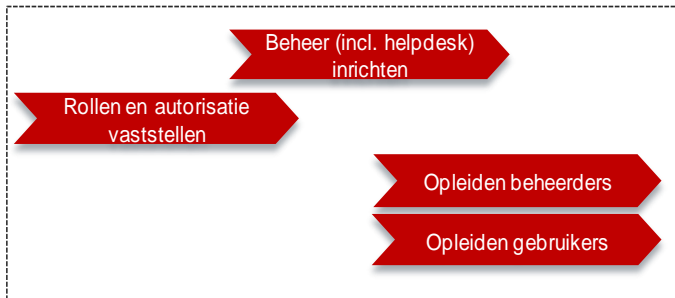 Beheer (incl. helpdesk)
inrichten
Rollen en autorisatie
vaststellen
Opleiden beheerders
Opleiden gebruikers